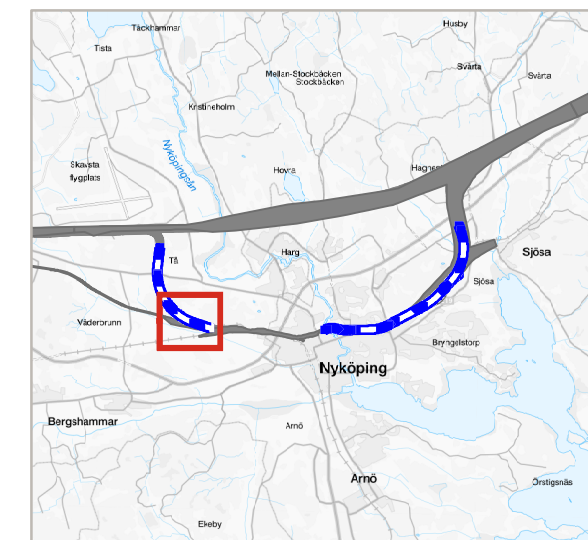 Husby
Täckhammar
Tista
Svärta
Mellan-Stockbäcken
Stockbäcken
Svärta
Kristineholm
Nyköpingsån
Skavsta
flygplats
Hovra
Harg
Tå
Sjösa
Sjösa
Väderbrunn
Bryngelstorp
Nyköping
Bergshammar
Arnö
Arnö
Örstigsnäs
Ekeby